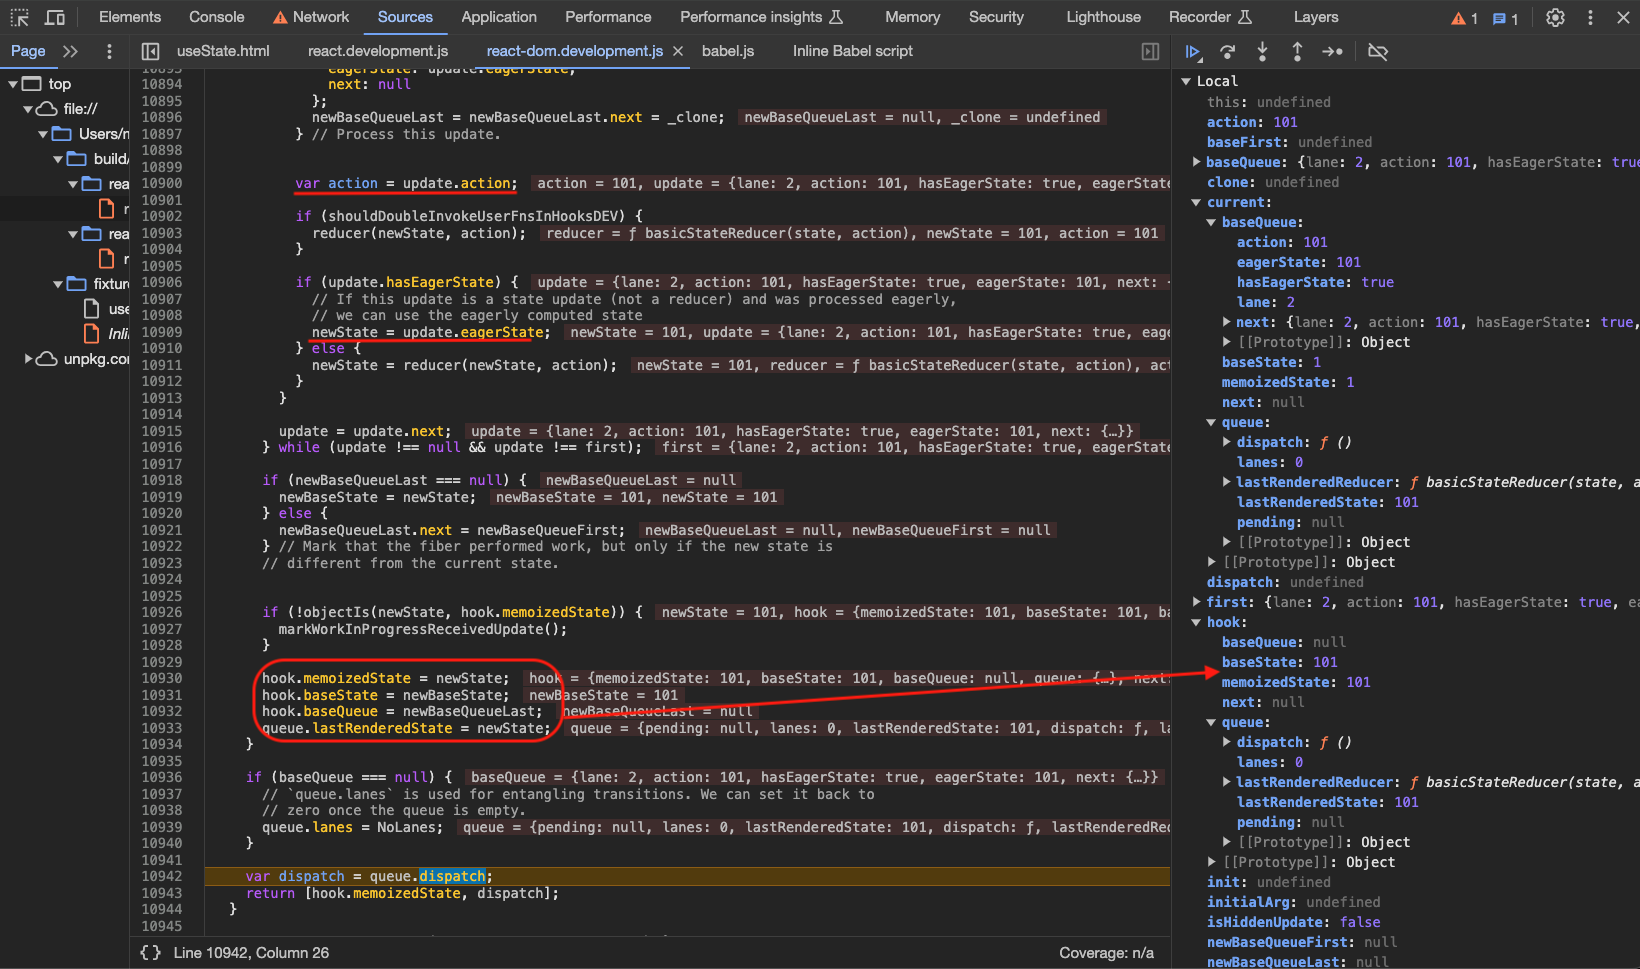 Elements Console Network Sources Application Performance Performance insights Memory Security Lighthouse Recorder Layers 1 1
Page useState.html react.development.js react-dom.development.js babel.js Inline Babel script
top
file://
Users/n
build/
rea
r
rea
r
fixture
use
Inli
unpkg.co
10893 eagerState: update.eagerState,
10894 next: null
10895 };
10896 newBaseQueueLast = newBaseQueueLast.next = _clone; newBaseQueueLast = null, _clone = undefined
10897 } // Process this update.
10898
10899
10900 var action = update.action; action = 101, update = {lane: 2, action: 101, hasEagerState: true, eagerState
10901
10902 if (shouldDoubleInvokeUserFnsInHooksDEV) {
10903 reducer(newState, action); reducer = ƒ basicStateReducer(state, action), newState = 101, action = 101
10904 }
10905
10906 if (update.hasEagerState) { update = {lane: 2, action: 101, hasEagerState: true, eagerState: 101, next:
10907 // If this update is a state update (not a reducer) and was processed eagerly,
10908 // we can use the eagerly computed state
10909 newState = update.eagerState; newState = 101, update = {lane: 2, action: 101, hasEagerState: true, eag
10910 } else {
10911 newState = reducer(newState, action); newState = 101, reducer = ƒ basicStateReducer(state, action), ac
10912 }
10913 }
10914
10915 update = update.next; update = {lane: 2, action: 101, hasEagerState: true, eagerState: 101, next: {…}}
10916 } while (update !== null && update !== first); first = {lane: 2, action: 101, hasEagerState: true, eagerState
10917
10918 if (newBaseQueueLast === null) { newBaseQueueLast = null
10919 newBaseState = newState; newBaseState = 101, newState = 101
10920 } else {
10921 newBaseQueueLast.next = newBaseQueueFirst; newBaseQueueLast = null, newBaseQueueFirst = null
10922 } // Mark that the fiber performed work, but only if the new state is
10923 // different from the current state.
10924
10925
10926 if (!objectIs(newState, hook.memoizedState)) { newState = 101, hook = {memoizedState: 101, baseState: 101, ba
10927 markWorkInProgressReceivedUpdate();
10928 }
10929
10930 hook.memoizedState = newState; hook = {memoizedState: 101, baseState: 101, baseQueue: null, queue: {…}, next:
10931 hook.baseState = newBaseState; newBaseState = 101
10932 hook.baseQueue = newBaseQueueLast; newBaseQueueLast = null
10933 queue.lastRenderedState = newState; queue = {pending: null, lanes: 0, lastRenderedState: 101, dispatch: ƒ, la
10934 }
10935
10936 if (baseQueue === null) { baseQueue = {lane: 2, action: 101, hasEagerState: true, eagerState: 101, next: {…}}
10937 // `queue.lanes` is used for entangling transitions. We can set it back to
10938 // zero once the queue is empty.
10939 queue.lanes = NoLanes; queue = {pending: null, lanes: 0, lastRenderedState: 101, dispatch: ƒ, lastRenderedRed
10940 }
10941
10942 var dispatch = queue.dispatch;
10943 return [hook.memoizedState, dispatch];
10944 }
10945
{} Line 10942, Column 26 Coverage: n/a
Local
this: undefined
action: 101
baseFirst: undefined
baseQueue: {lane: 2, action: 101, hasEagerState: true
clone: undefined
current:
baseQueue:
action: 101
eagerState: 101
hasEagerState: true
lane: 2
next: {lane: 2, action: 101, hasEagerState: true,
[[Prototype]]: Object
baseState: 1
memoizedState: 1
next: null
queue:
dispatch: ƒ ()
lanes: 0
lastRenderedReducer: ƒ basicStateReducer(state, a
lastRenderedState: 101
pending: null
[[Prototype]]: Object
[[Prototype]]: Object
dispatch: undefined
first: {lane: 2, action: 101, hasEagerState: true, ea
hook:
baseQueue: null
baseState: 101
memoizedState: 101
next: null
queue:
dispatch: ƒ ()
lanes: 0
lastRenderedReducer: ƒ basicStateReducer(state, a
lastRenderedState: 101
pending: null
[[Prototype]]: Object
[[Prototype]]: Object
init: undefined
initialArg: undefined
isHiddenUpdate: false
newBaseQueueFirst: null
newBaseQueueLast: null